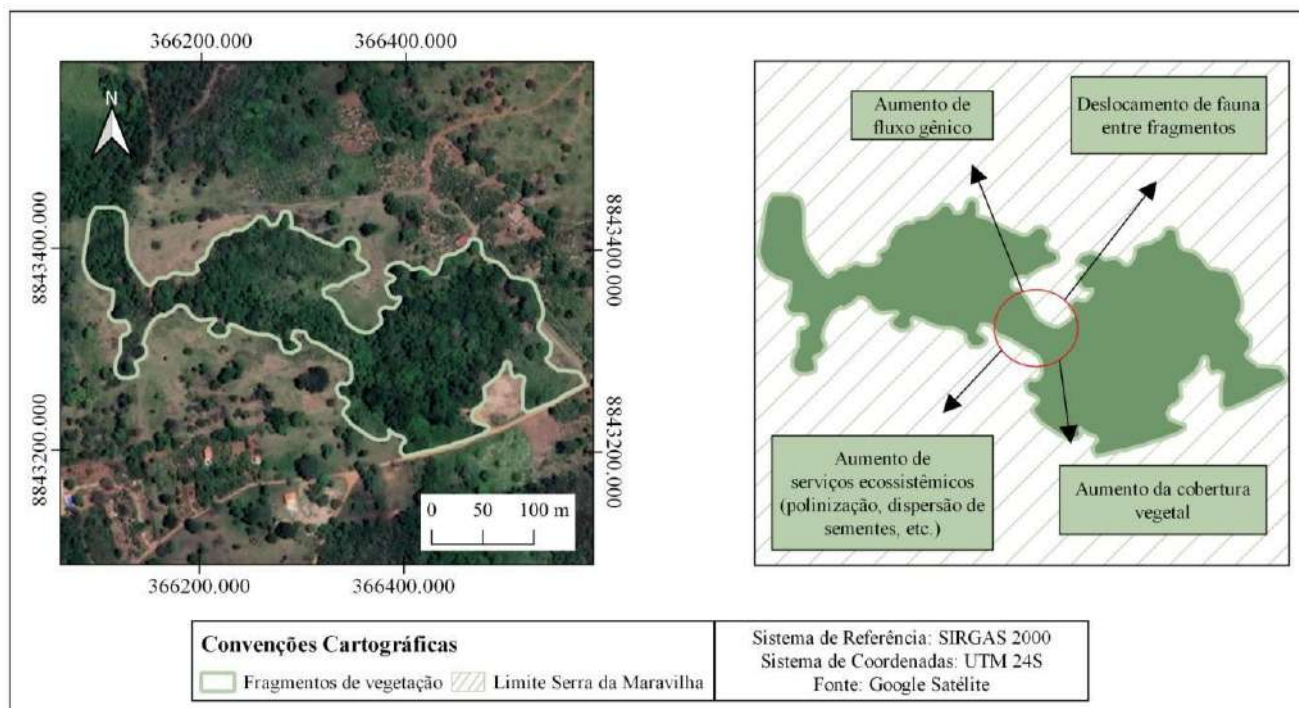 366200.000
366400.000
N
8843400.000
8843400.000
8843200.000
8843200.000
0
50
100 m
366200.000
366400.000
Aumento de
fluxo gênico
Deslocamento de fauna
entre fragmentos
Aumento de
serviços ecossistêmicos
(polinização, dispersão de
sementes, etc.)
Aumento da cobertura
vegetal
Convenções Cartográficas
Fragmentos de vegetação
Limite Serra da Maravilha
Sistema de Referência: SIRGAS 2000
Sistema de Coordenadas: UTM 24S
Fonte: Google Satélite